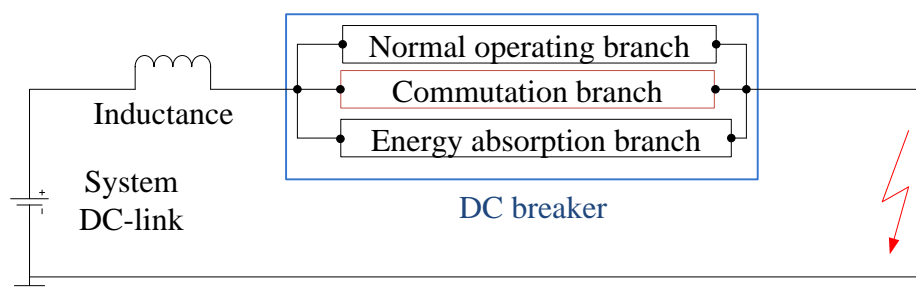 Normal operating branch
Commutation branch
Inductance
Energy absorption branch
System
DC-link
DC breaker
+
-